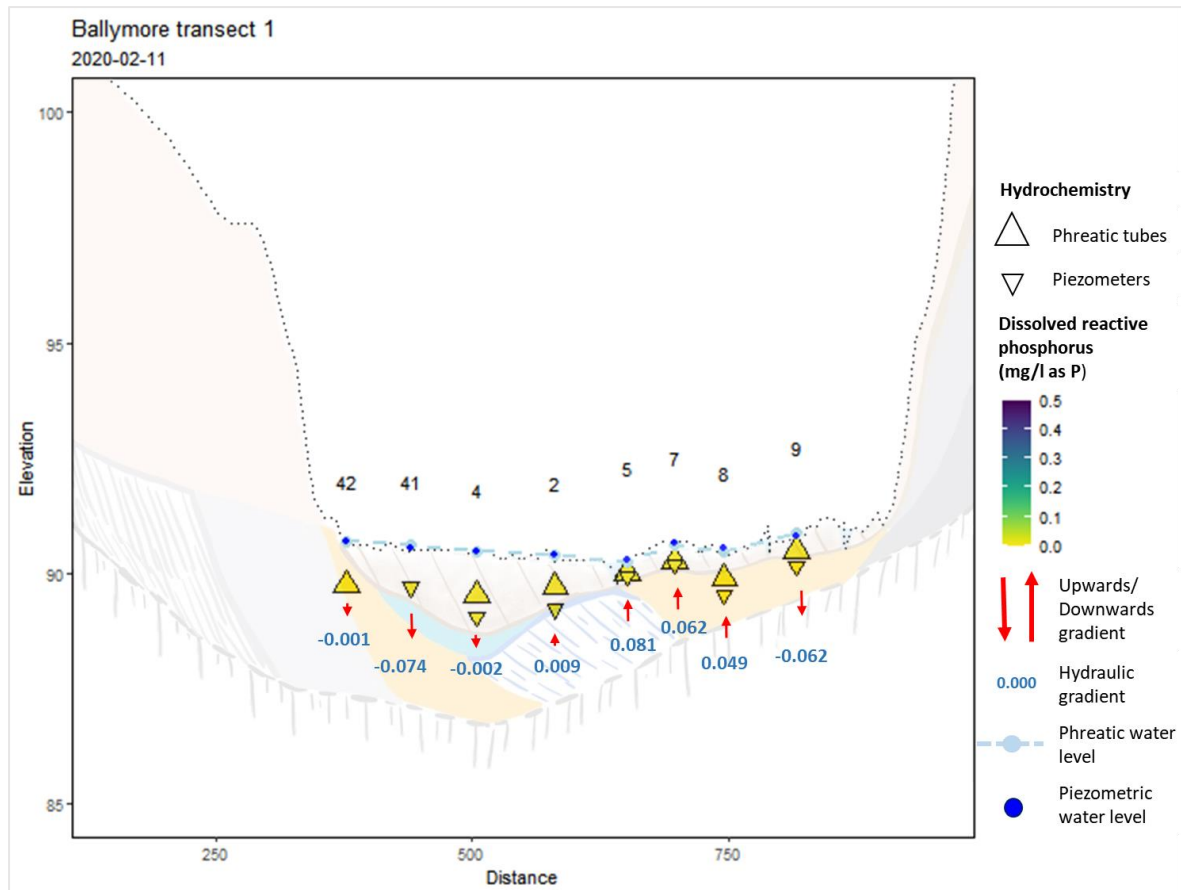 Ballymore transect 1
2020-02-11
100
95
90
85
Elevation
42
41
4
2
5
7
8
9
-0.001
-0.074
-0.002
0.009
0.081
0.062
0.049
-0.062
250
500
750
Distance
Hydrochemistry
Phreatic tubes
Piezometers
Dissolved reactive
phosphorus
(mg/l as P)
0.5
0.4
0.3
0.2
0.1
0.0
Upwards/
Downwards
gradient
0.000
Hydraulic
gradient
Phreatic water
level
Piezometric
water level